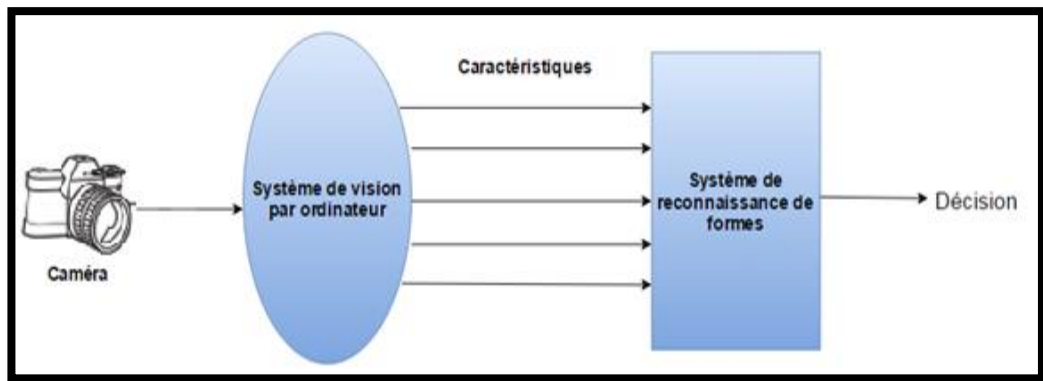 Caractéristiques
Système de vision
par ordinateur
Système de
reconnaissance de
formes
Décision
Caméra